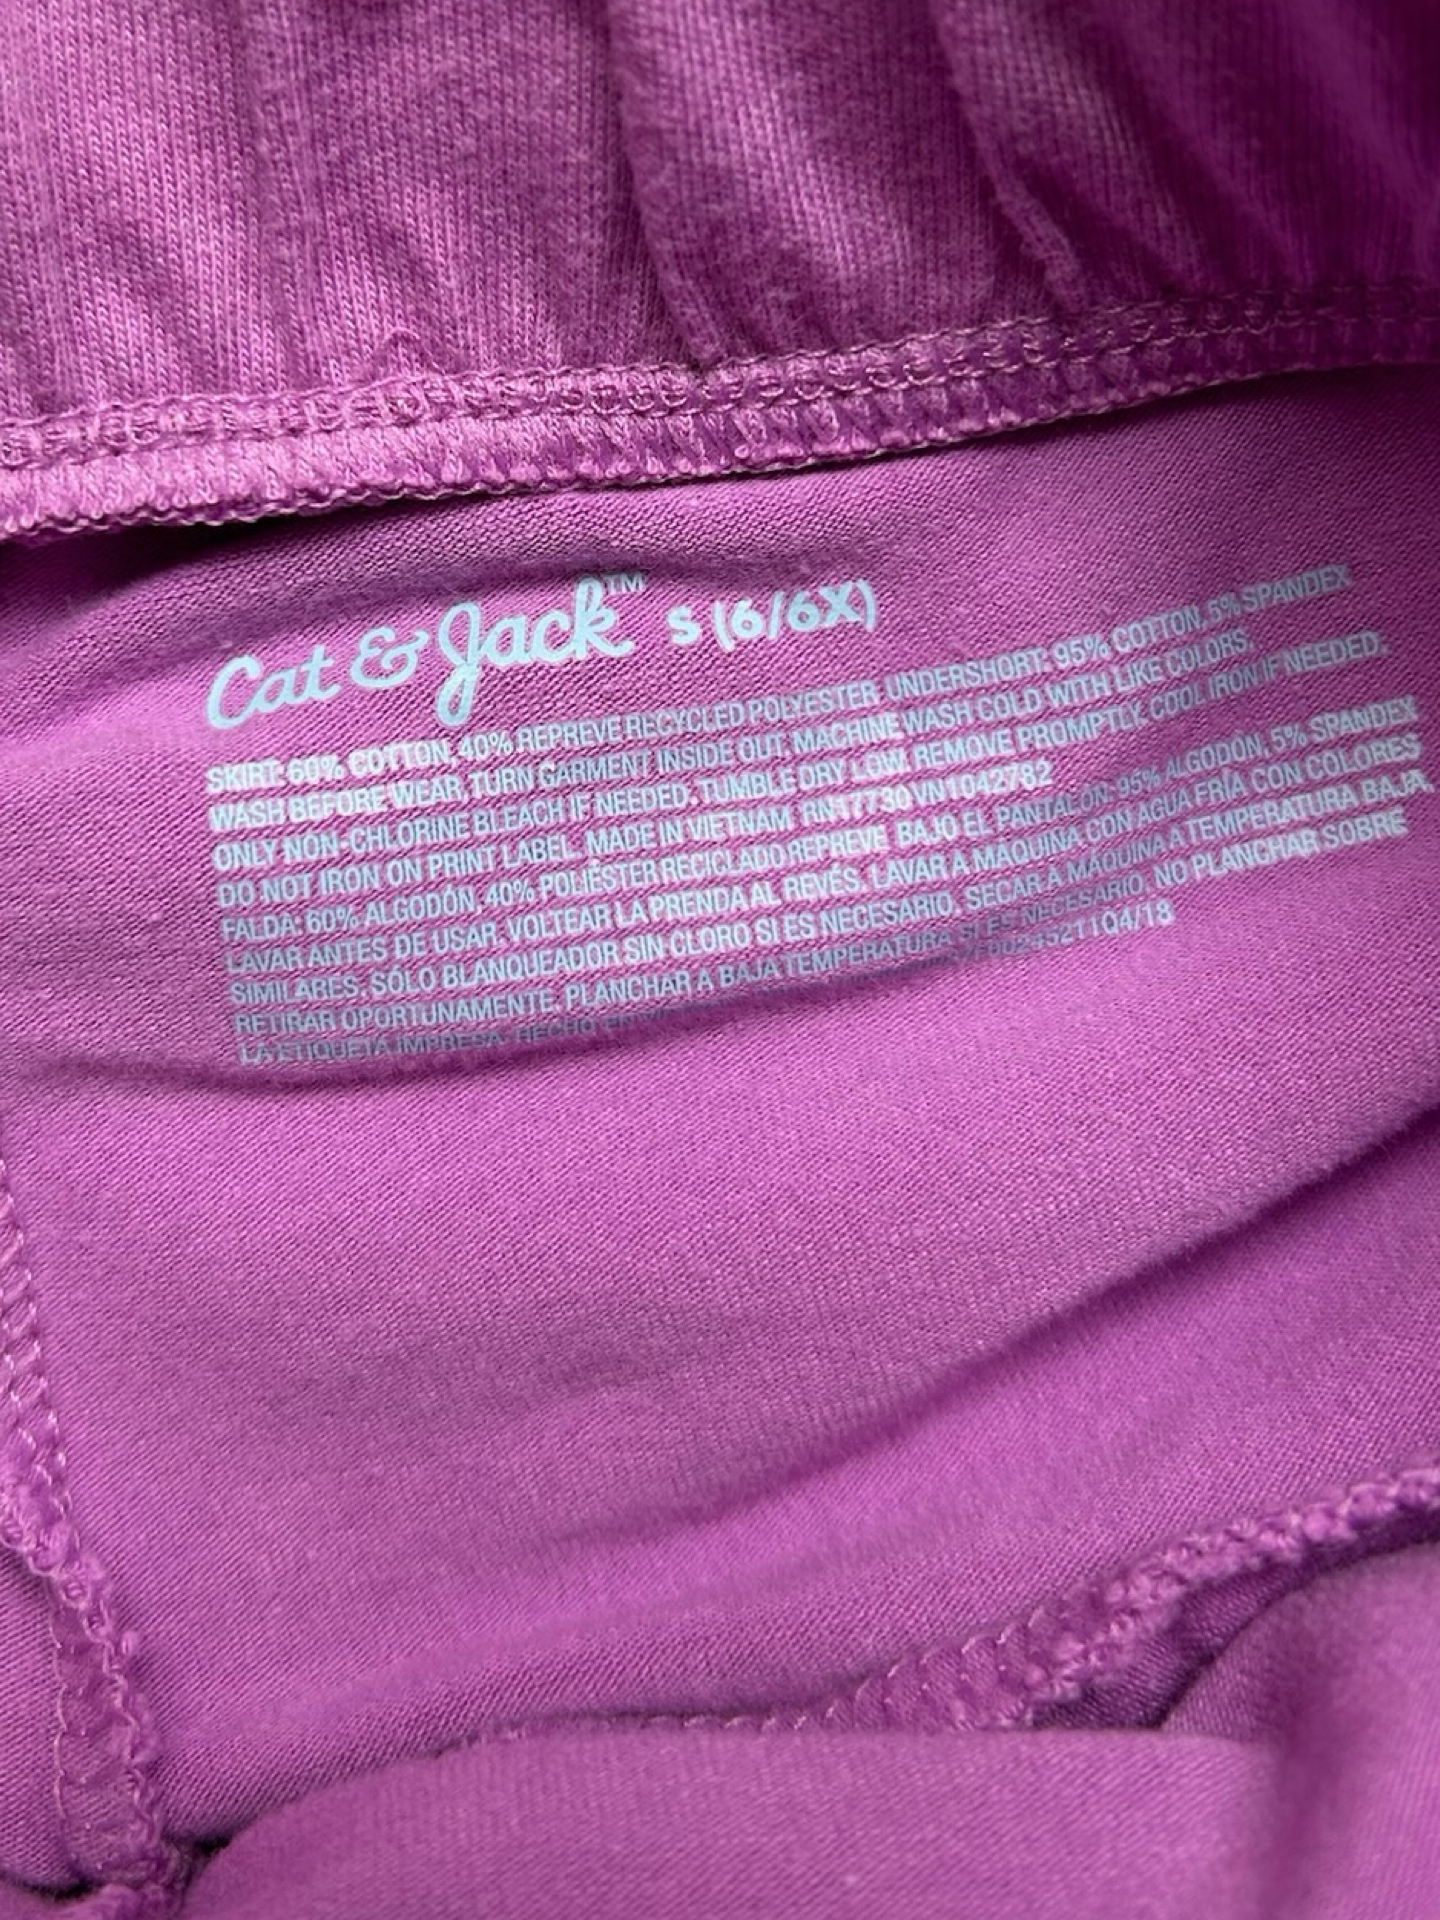 Cat & Jack™ S (6/6X)
SKIRT: 60% COTTON, 40% REPREVE RECYCLED POLYESTER UNDERSHORT: 95% COTTON, 5% SPANDEX
WASH BEFORE WEAR, TURN GARMENT INSIDE OUT. MACHINE WASH COLD WITH LIKE COLORS.
ONLY NON-CHLORINE BLEACH IF NEEDED. TUMBLE DRY LOW. REMOVE PROMPTLY. COOL IRON IF NEEDED.
DO NOT IRON ON PRINT LABEL. MADE IN VIETNAM RN17730 VN1042782
FALDA: 60% ALGODÓN, 40% POLIÉSTER RECICLADO REPREVE BAJO EL PANTALON: 95% ALGODON, 5% SPANDEX
LAVAR ANTES DE USAR. VOLTEAR LA PRENDA AL REVÉS. LAVAR A MÁQUINA CON AGUA FRÍA CON COLORES
SIMILARES. SÓLO BLANQUEADOR SIN CLORO SI ES NECESARIO. SECAR A MÁQUINA A TEMPERATURA BAJA,
RETIRAR OPORTUNAMENTE. PLANCHAR A BAJA TEMPERATURA SI ES NECESARIO. NO PLANCHAR SOBRE
LA ETIQUETA IMPRESA. HECHO Q4/18